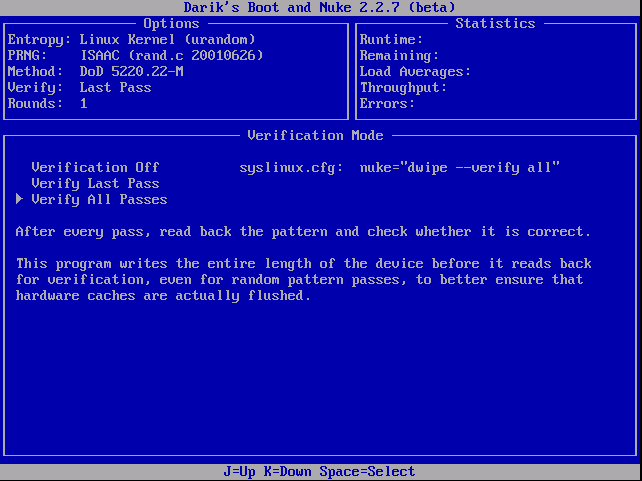 Darik's Boot and Nuke 2.2.7 (beta)
Options
Entropy: Linux Kernel (urandom)
PRNG: ISAAC (rand.c 20010626)
Method: DoD 5220.22-M
Verify: Last Pass
Rounds: 1
Statistics
Runtime:
Remaining:
Load Averages:
Throughput:
Errors:
Verification Mode
Verification Off syslinux.cfg: nuke="dwipe --verify all"
Verify Last Pass
Verify All Passes
After every pass, read back the pattern and check whether it is correct.
This program writes the entire length of the device before it reads back
for verification, even for random pattern passes, to better ensure that
hardware caches are actually flushed.
J=Up K=Down Space=Select